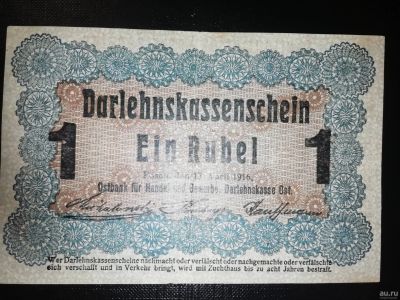 Darlehnskassenschein
1 Ein Rubel 1
Posen, den 17. April 1916.
Ostbank für Handel und Gewerbe, Darlehnskasse Ost.
Kauffmann
Wer Darlehenskassenscheine nachmacht oder verfälscht oder nachgemachte oder verfälschte
sich verschafft und in Verkehr bringt, wird mit Zuchthaus bis zu acht Jahren bestraft.
au.ru